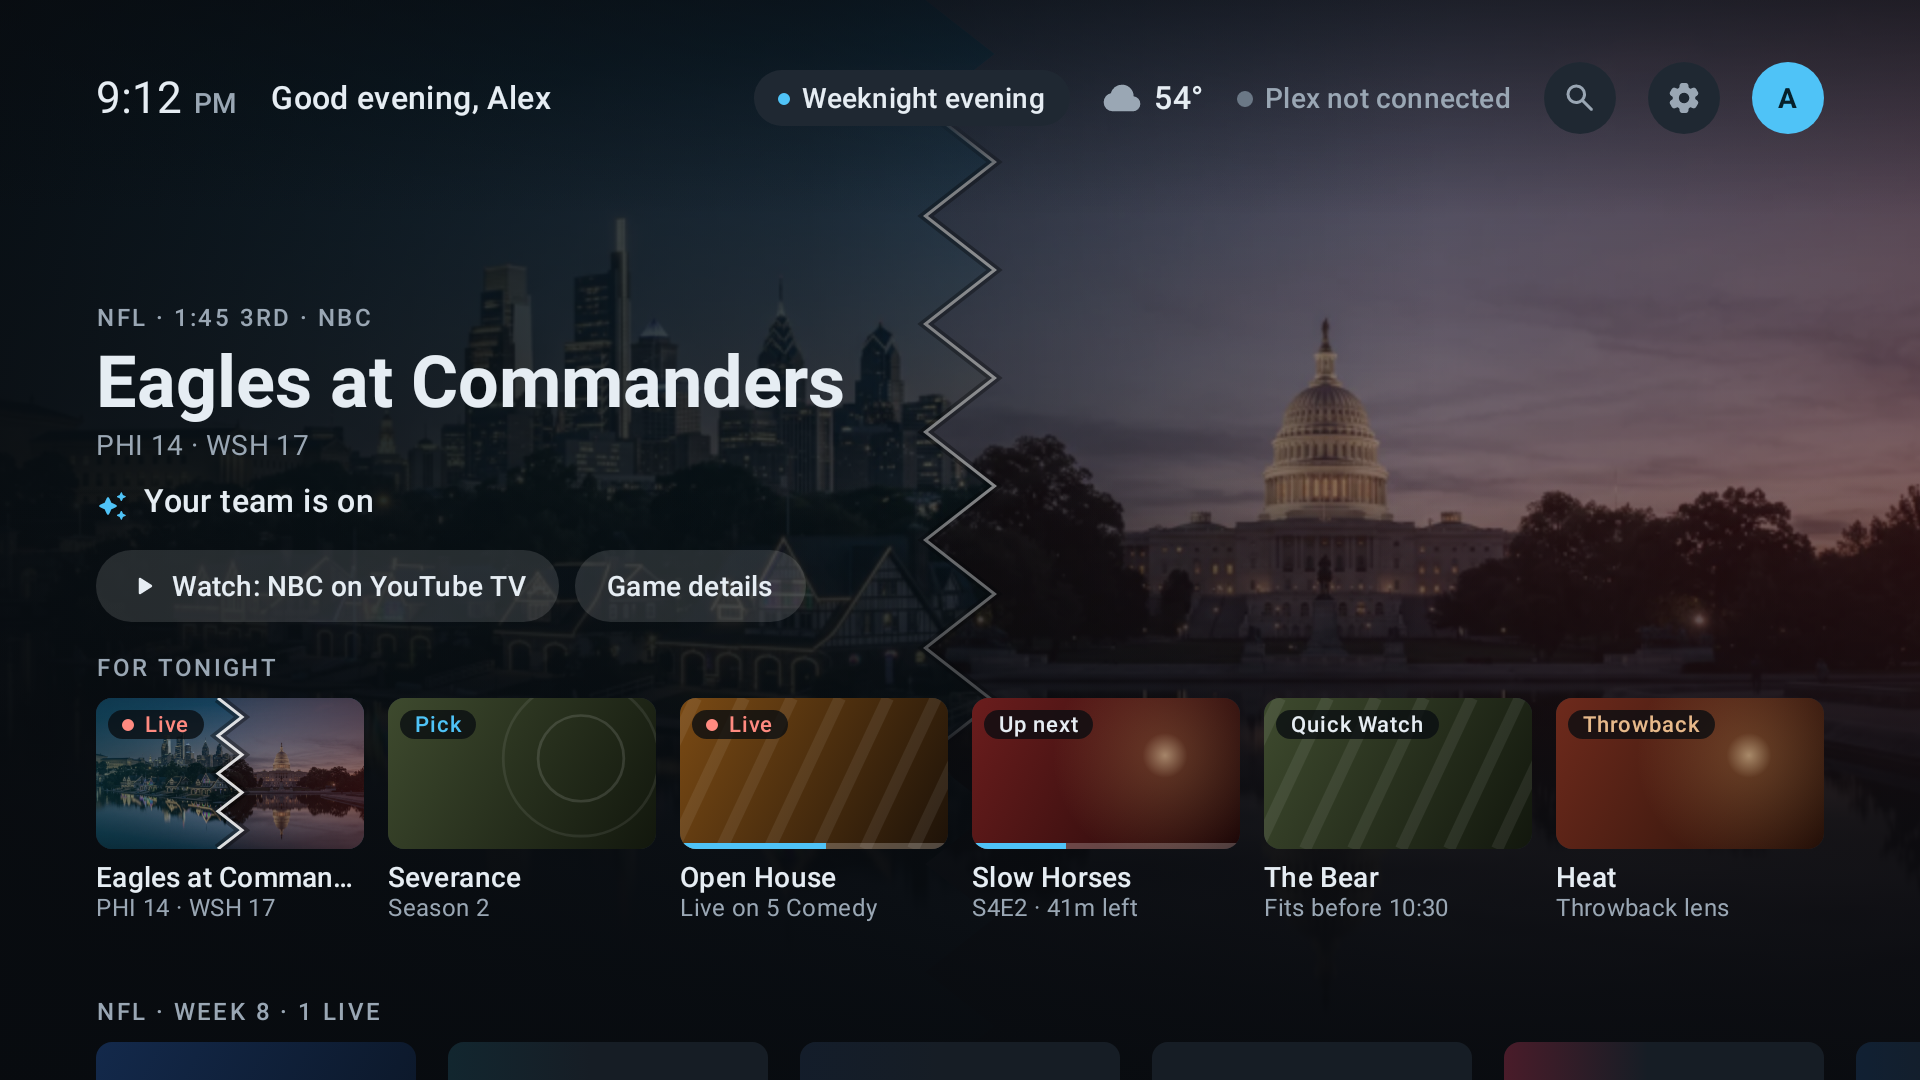 9:12 PM
Good evening, Alex
Weeknight evening
54°
Plex not connected
A
NFL · 1:45 3RD · NBC
Eagles at Commanders
PHI 14 · WSH 17
Your team is on
Watch: NBC on YouTube TV
Game details
FOR TONIGHT
Live
Pick
Live
Up next
Quick Watch
Throwback
Eagles at Comman...
Severance
Open House
Slow Horses
The Bear
Heat
PHI 14 · WSH 17
Season 2
Live on 5 Comedy
S4E2 · 41m left
Fits before 10:30
Throwback lens
NFL · WEEK 8 · 1 LIVE